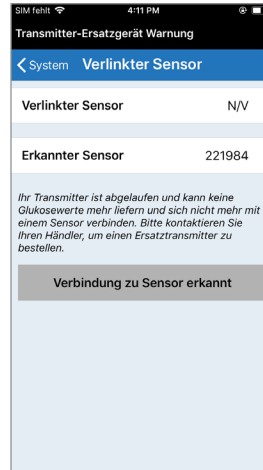 SIM fehlt 4:11 PM
Transmitter-Ersatzgerät Warnung
System Verlinkter Sensor
Verlinkter Sensor N/V
Erkannter Sensor 221984
Ihr Transmitter ist abgelaufen und kann keine
Glukosewerte mehr liefern und sich nicht mehr mit
einem Sensor verbinden. Bitte kontaktieren Sie
Ihren Händler, um einen Ersatztransmitter zu
bestellen.
Verbindung zu Sensor erkannt